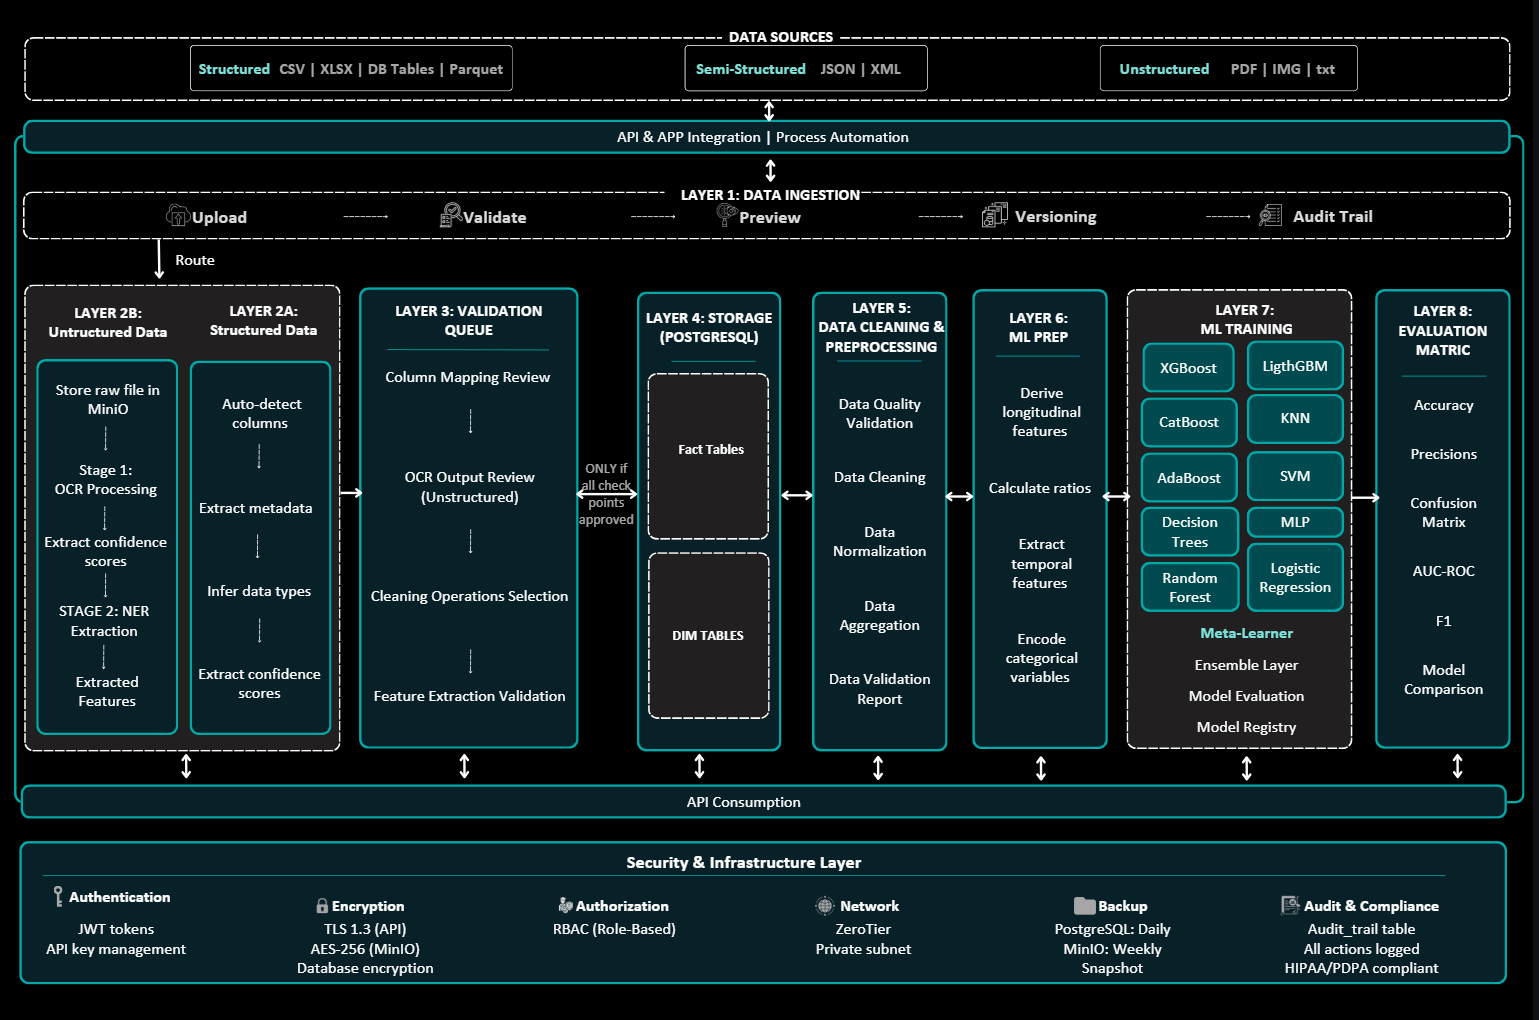 DATA SOURCES
Structured CSV | XLSX | DB Tables | Parquet
Semi-Structured JSON | XML
Unstructured PDF | IMG | txt
API & APP Integration | Process Automation
LAYER 1: DATA INGESTION
Upload
Validate
Preview
Versioning
Audit Trail
Route
LAYER 2B:
Untructured Data
Store raw file in
MiniO
Stage 1:
OCR Processing
Extract confidence
scores
STAGE 2: NER
Extraction
Extracted
Features
LAYER 2A:
Structured Data
Auto-detect
columns
Extract metadata
Infer data types
Extract confidence
scores
LAYER 3: VALIDATION
QUEUE
Column Mapping Review
OCR Output Review
(Unstructured)
Cleaning Operations Selection
Feature Extraction Validation
ONLY if
all check
points
approved
LAYER 4: STORAGE
(POSTGRESQL)
Fact Tables
DIM TABLES
LAYER 5:
DATA CLEANING &
PREPROCESSING
Data Quality
Validation
Data Cleaning
Data
Normalization
Data
Aggregation
Data Validation
Report
LAYER 6:
ML PREP
Derive
longitudinal
features
Calculate ratios
Extract
temporal
features
Encode
categorical
variables
LAYER 7:
ML TRAINING
XGBoost
LigthGBM
CatBoost
KNN
AdaBoost
SVM
Decision
Trees
MLP
Random
Forest
Logistic
Regression
Meta-Learner
Ensemble Layer
Model Evaluation
Model Registry
LAYER 8:
EVALUATION
MATRIC
Accuracy
Precisions
Confusion
Matrix
AUC-ROC
F1
Model
Comparison
API Consumption
Security & Infrastructure Layer
Authentication
JWT tokens
API key management
Encryption
TLS 1.3 (API)
AES-256 (MinIO)
Database encryption
Authorization
RBAC (Role-Based)
Network
ZeroTier
Private subnet
Backup
PostgreSQL: Daily
MinIO: Weekly
Snapshot
Audit & Compliance
Audit_trail table
All actions logged
HIPAA/PDPA compliant